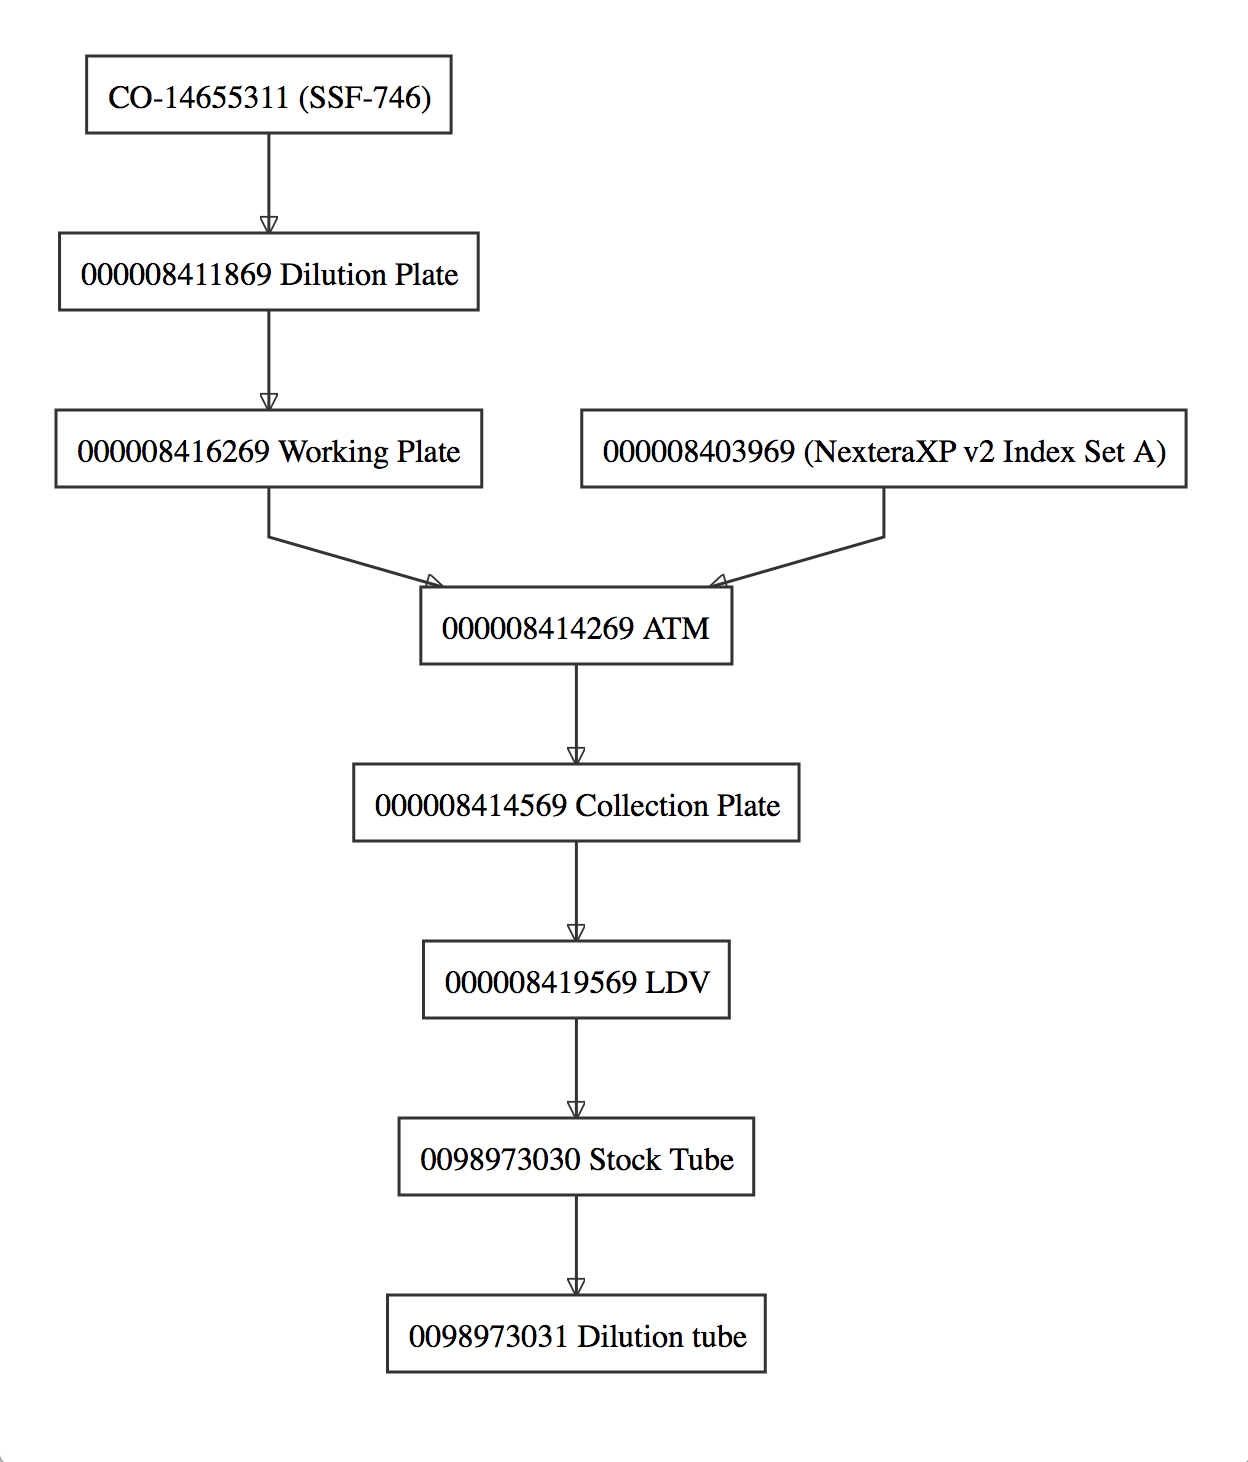 CO-14655311 (SSF-746)
000008411869 Dilution Plate
000008416269 Working Plate
000008403969 (NexteraXP v2 Index Set A)
000008414269 ATM
000008414569 Collection Plate
000008419569 LDV
0098973030 Stock Tube
0098973031 Dilution tube